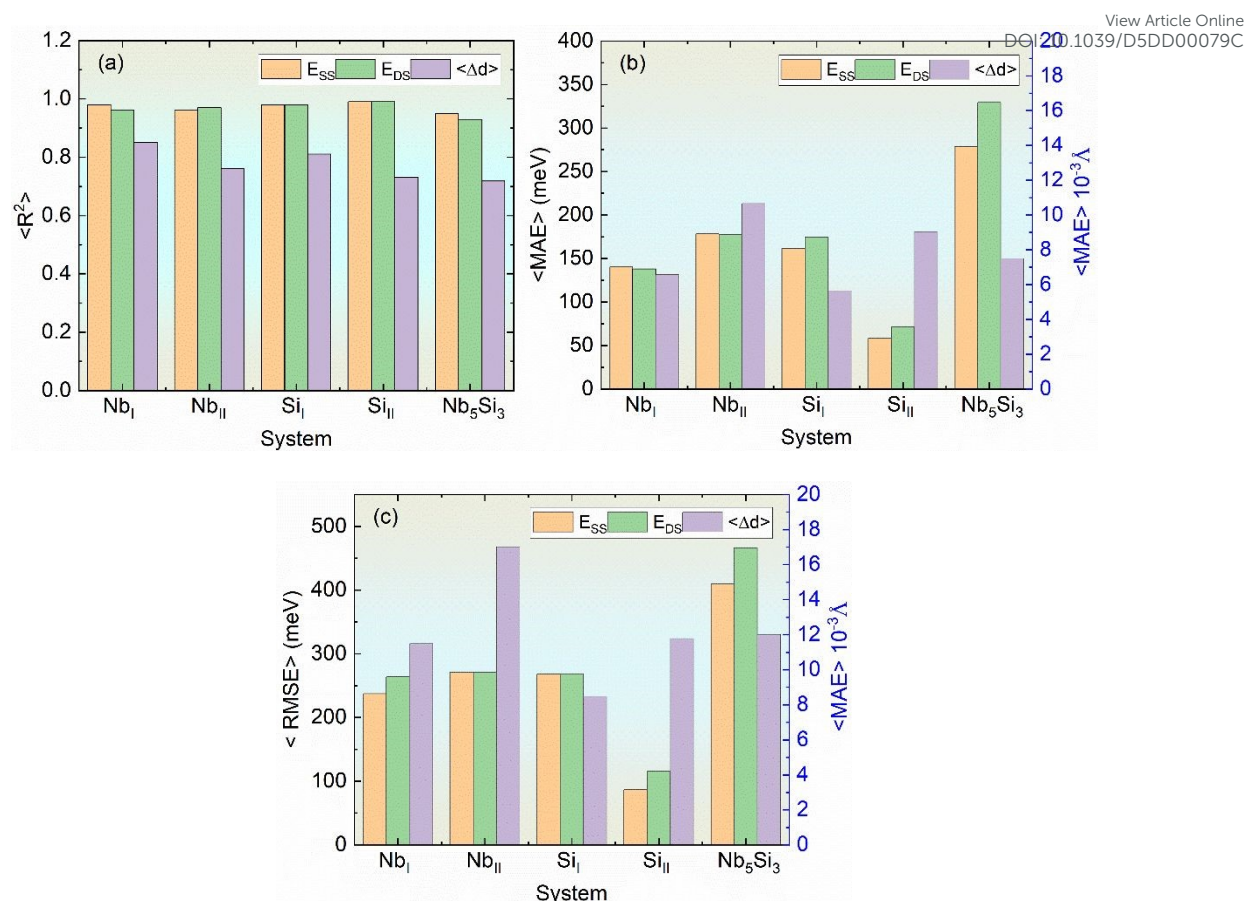 View Article Online
DOI: 10.1039/D5DD00079C
(a)
E_SS E_DS <Δd>
<R²>
1.2
1.0
0.8
0.6
0.4
0.2
0.0
Nb_I Nb_II Si_I Si_II Nb₅Si₃
System
(b)
E_SS E_DS <Δd>
<MAE> (meV)
400
350
300
250
200
150
100
50
0
Nb_I Nb_II Si_I Si_II Nb₅Si₃
System
20
18
16
14
12
10
8
6
4
2
0
<MAE> 10⁻³Å
(c)
E_SS E_DS <Δd>
< RMSE> (meV)
500
400
300
200
100
0
Nb_I Nb_II Si_I Si_II Nb₅Si₃
System
20
18
16
14
12
10
8
6
4
2
0
<MAE> 10⁻³Å